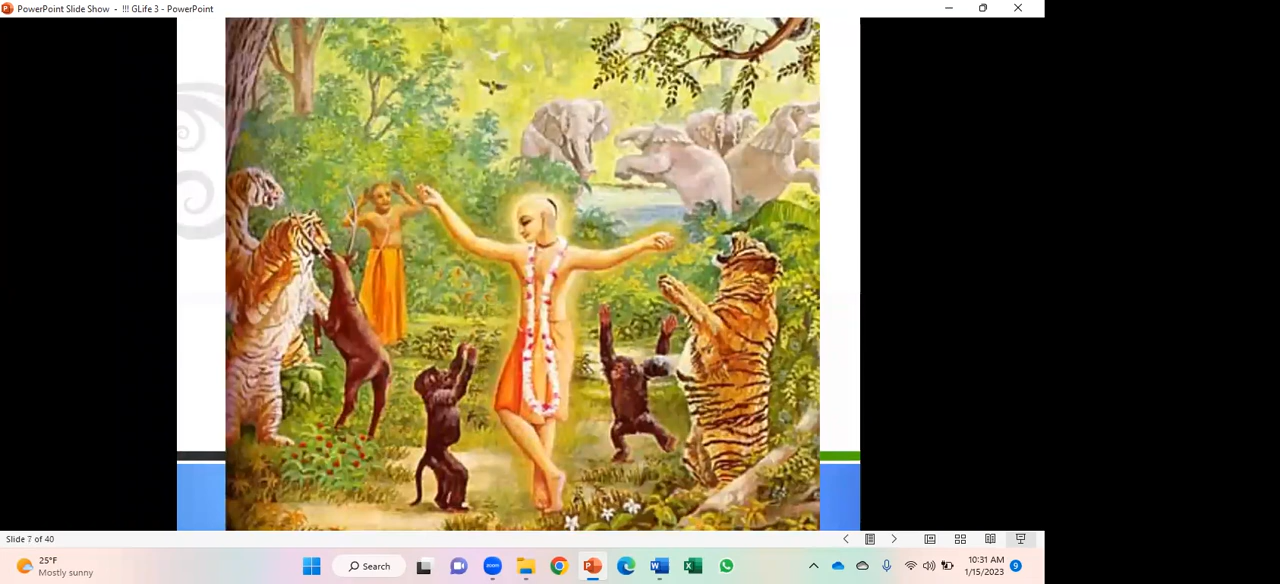 PowerPoint Slide Show - !!! GLife 3 - PowerPoint
Slide 7 of 40
25°F
Mostly sunny
Search
10:31 AM
1/15/2023
9